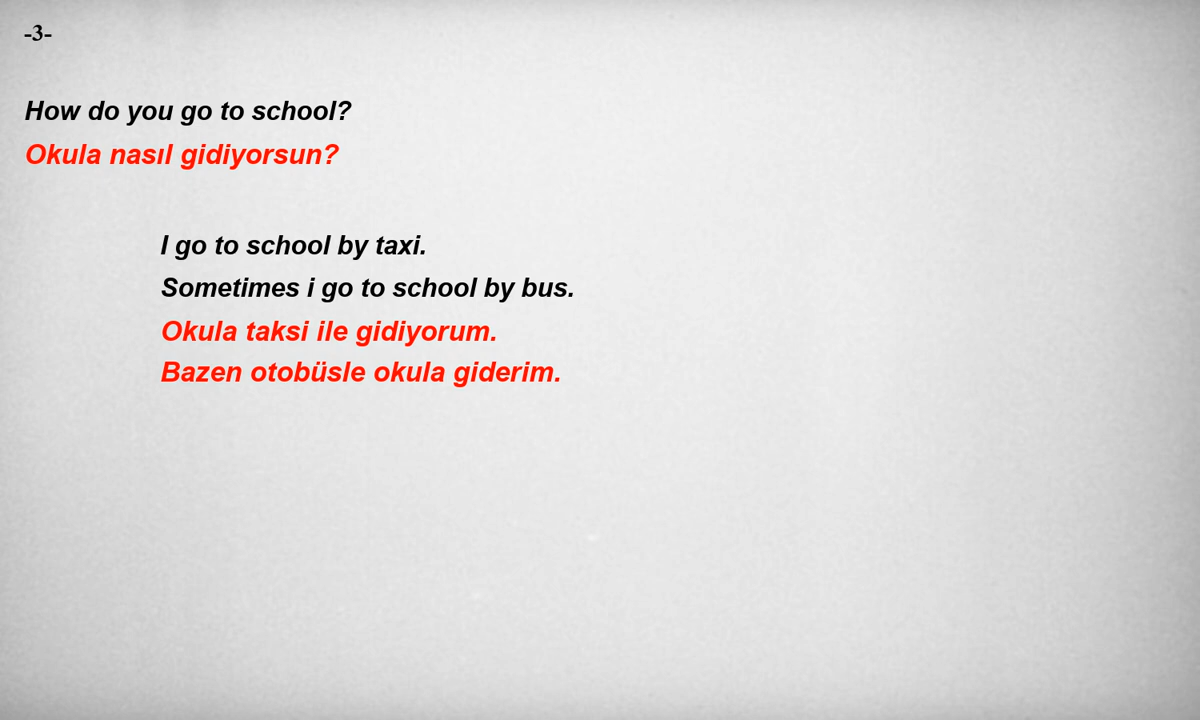 -3-
How do you go to school?
Okula nasıl gidiyorsun?
I go to school by taxi.
Sometimes i go to school by bus.
Okula taksi ile gidiyorum.
Bazen otobüsle okula giderim.